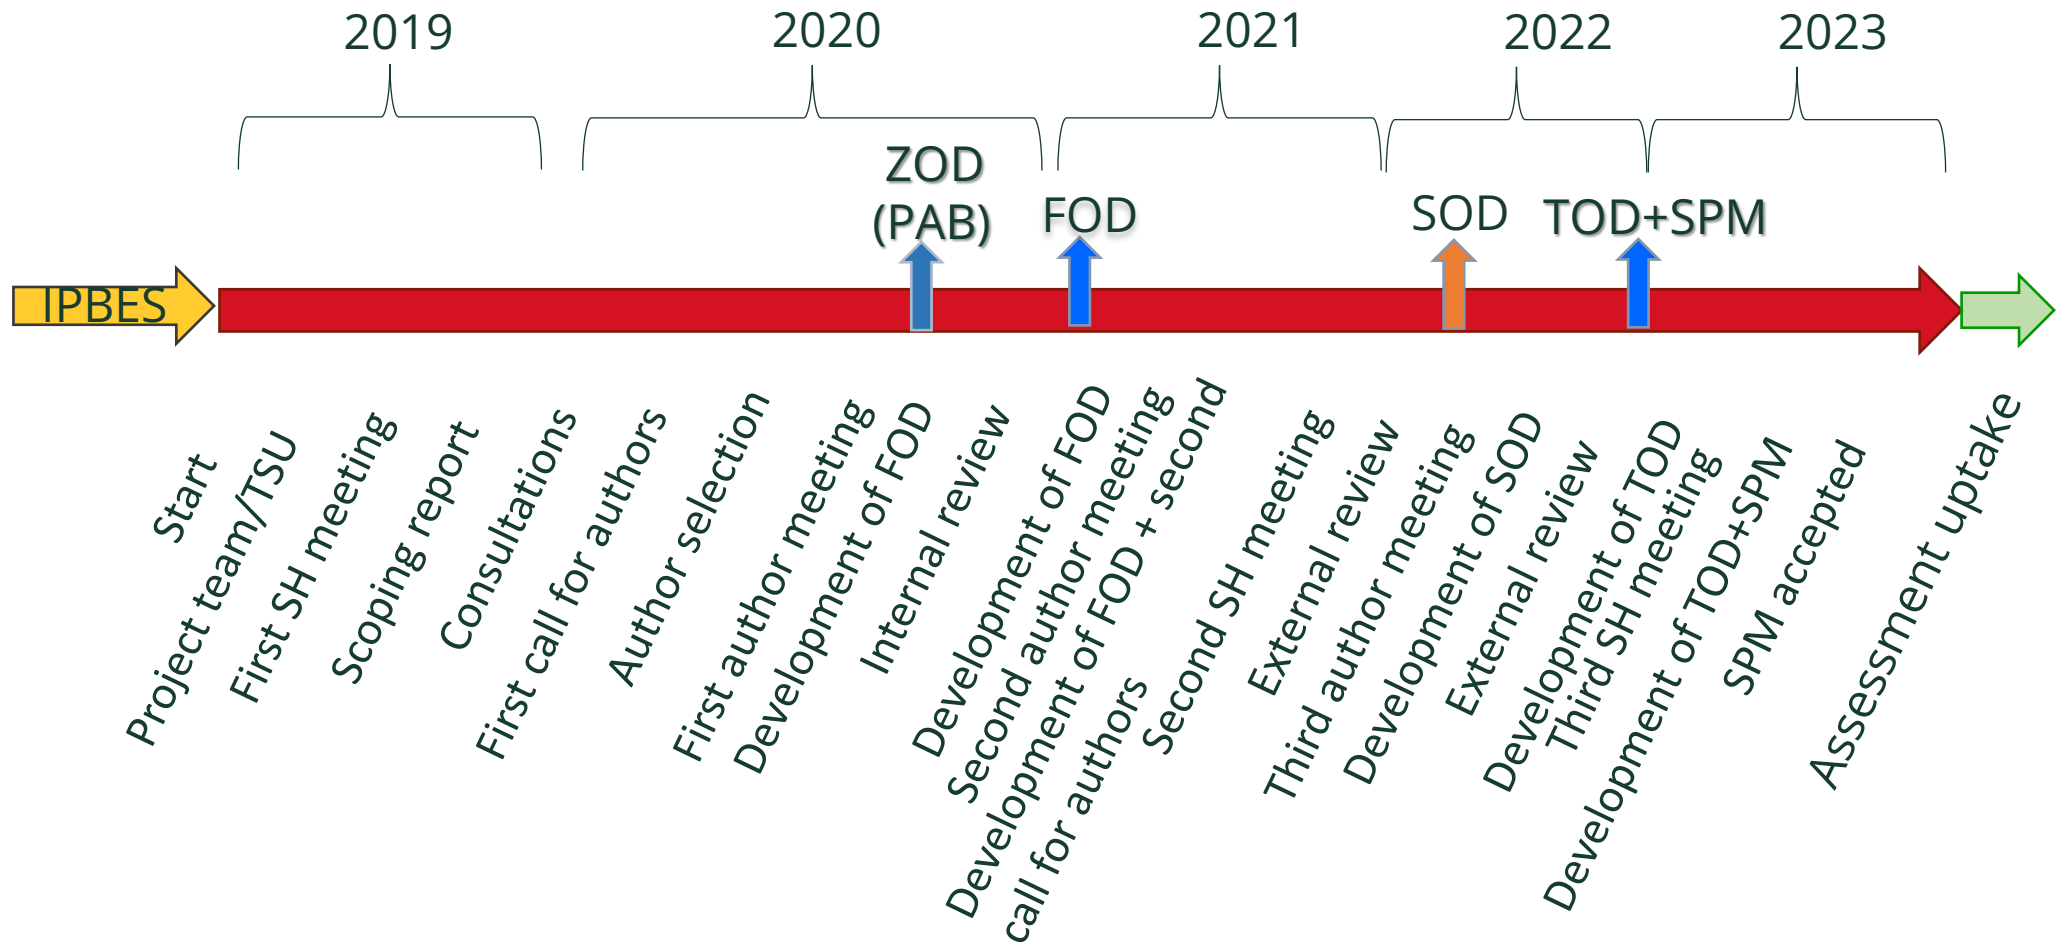 2019
2020
2021
2022
2023
ZOD
(PAB)
FOD
SOD
TOD+SPM
IPBES
Start
Project team/TSU
First SH meeting
Scoping report
Consultations
First call for authors
Author selection
First author meeting
Development of FOD
Internal review
Development of FOD
Second author meeting
Development of FOD + second
call for authors
Second SH meeting
External review
Third author meeting
Development of SOD
External review
Development of TOD
Third SH meeting
Development of TOD+SPM
SPM accepted
Assessment uptake